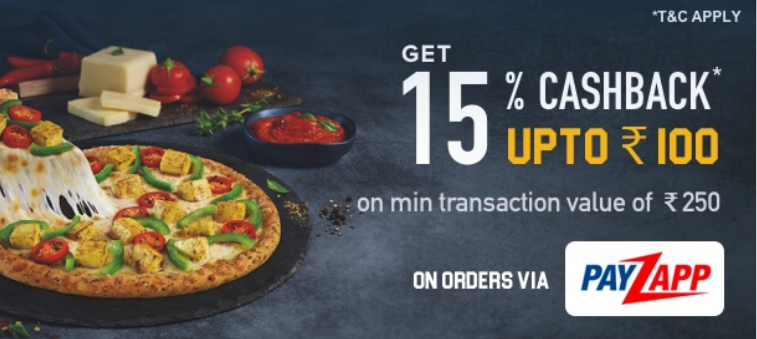 *T&C APPLY
GET
15 % CASHBACK*
UPTO ₹100
on min transaction value of ₹250
ON ORDERS VIA PAYZAPP